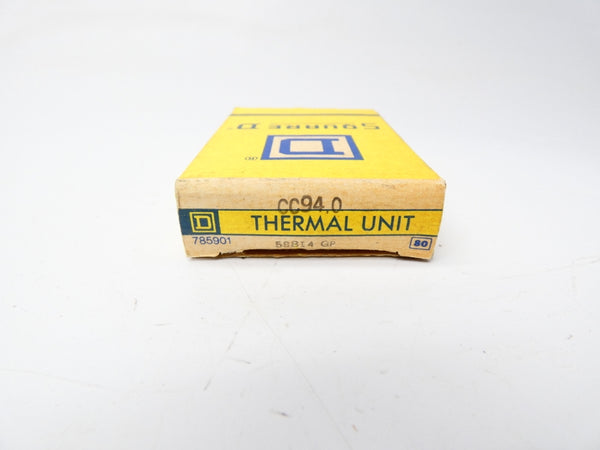 SQUARE D
D
CC94.0
D THERMAL UNIT
785901 58814 GP 80